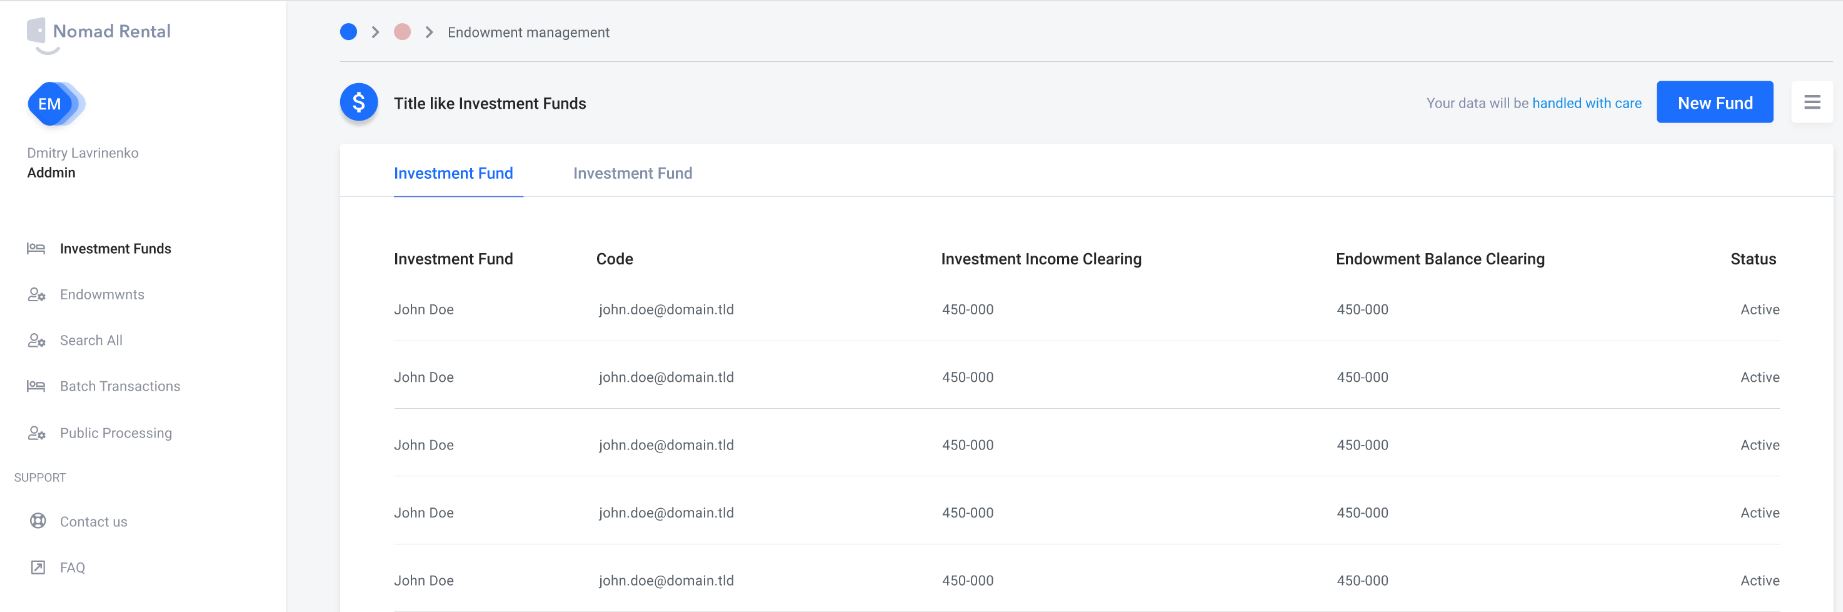 Nomad Rental
EM
Dmitry Lavrinenko
Addmin
Investment Funds
Endowmwnts
Search All
Batch Transactions
Public Processing
SUPPORT
Contact us
FAQ
Endowment management
$ Title like Investment Funds Your data will be handled with care New Fund
Investment Fund Investment Fund
Investment Fund Code Investment Income Clearing Endowment Balance Clearing Status
John Doe john.doe@domain.tld 450-000 450-000 Active
John Doe john.doe@domain.tld 450-000 450-000 Active
John Doe john.doe@domain.tld 450-000 450-000 Active
John Doe john.doe@domain.tld 450-000 450-000 Active
John Doe john.doe@domain.tld 450-000 450-000 Active